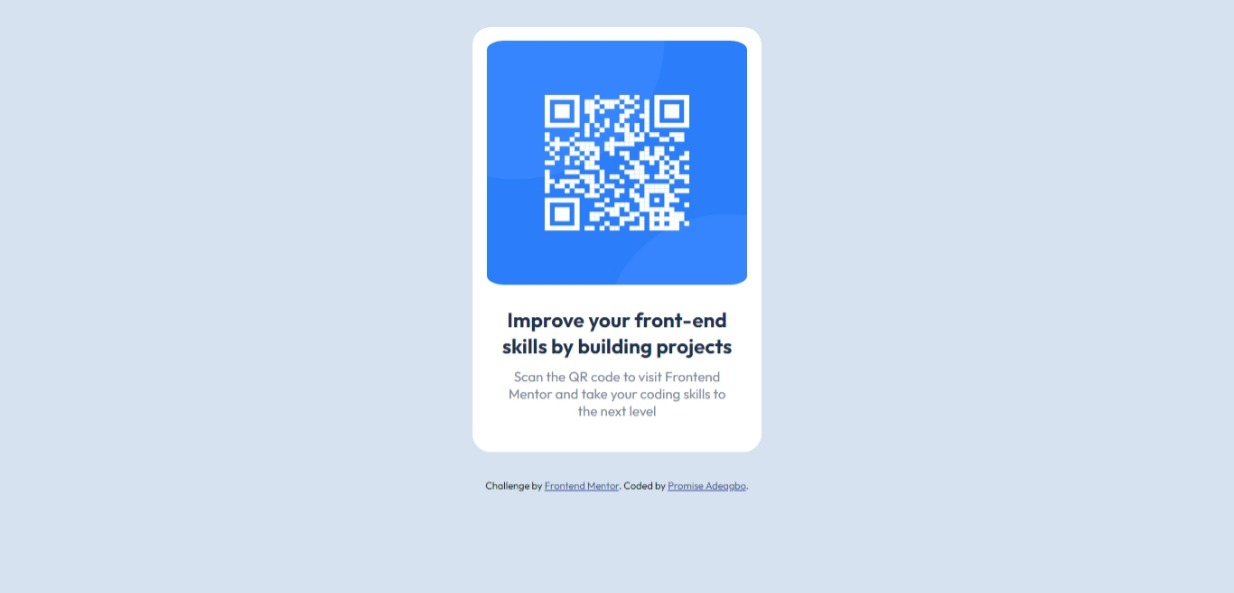 Improve your front-end
skills by building projects
Scan the QR code to visit Frontend
Mentor and take your coding skills to
the next level
Challenge by Frontend Mentor. Coded by Promise Adegbo.